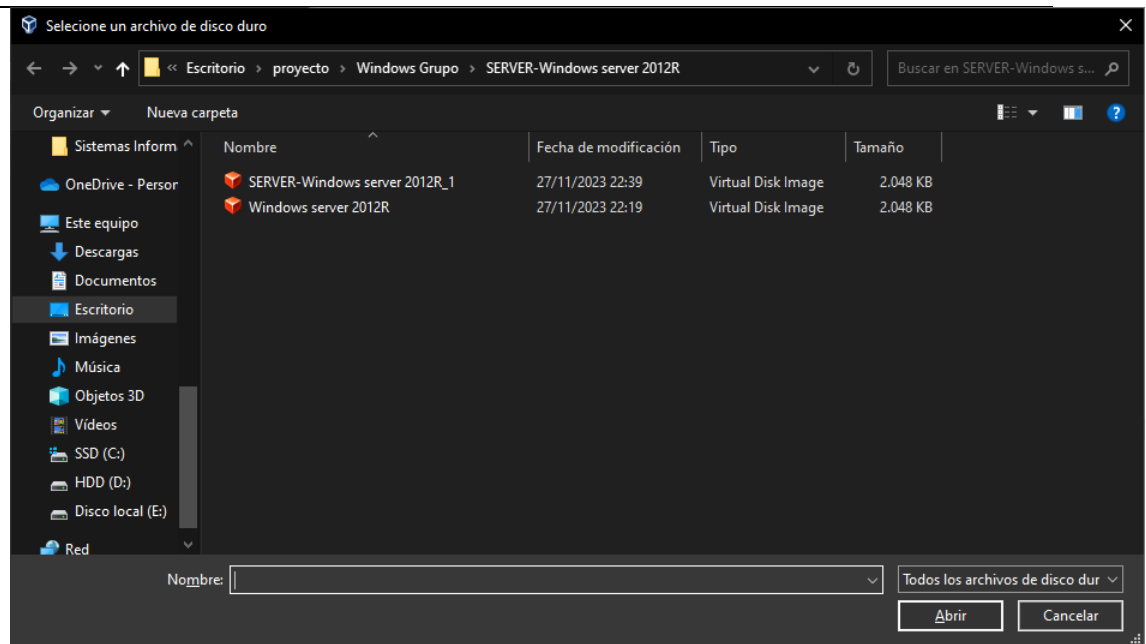 Selecione un archivo de disco duro
« Escritorio › proyecto › Windows Grupo › SERVER-Windows server 2012R
Buscar en SERVER-Windows s...
Organizar
Nueva carpeta
?
Sistemas Inform
OneDrive - Person
Este equipo
Descargas
Documentos
Escritorio
Imágenes
Música
Objetos 3D
Vídeos
SSD (C:)
HDD (D:)
Disco local (E:)
Red
Nombre Fecha de modificación Tipo Tamaño
SERVER-Windows server 2012R_1 27/11/2023 22:39 Virtual Disk Image 2.048 KB
Windows server 2012R 27/11/2023 22:19 Virtual Disk Image 2.048 KB
Nombre:
Todos los archivos de disco dur
Abrir
Cancelar